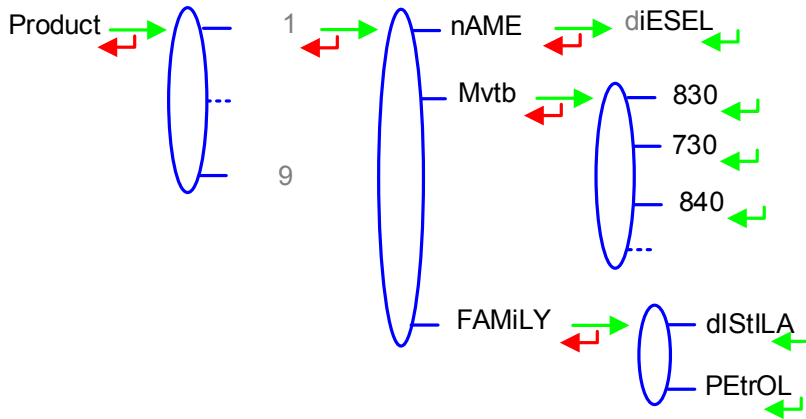 Product
1
nAME
diESEL
Mvtb
830
730
9
840
FAMiLY
dIStILA
PEtrOL